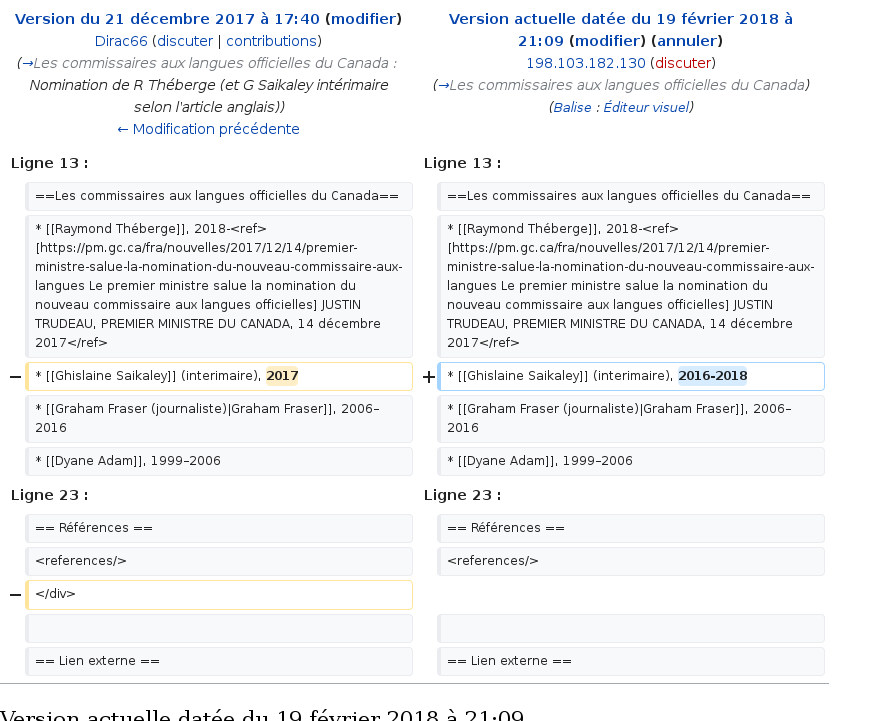 Version du 21 décembre 2017 à 17:40 (modifier)
Dirac66 (discuter | contributions)
(→Les commissaires aux langues officielles du Canada :
Nomination de R Théberge (et G Saikaley intérimaire
selon l'article anglais))
← Modification précédente
Version actuelle datée du 19 février 2018 à
21:09 (modifier) (annuler)
198.103.182.130 (discuter)
(→Les commissaires aux langues officielles du Canada)
(Balise : Éditeur visuel)
Ligne 13 :
==Les commissaires aux langues officielles du Canada==
* [[Raymond Théberge]], 2018-<ref>
[https://pm.gc.ca/fra/nouvelles/2017/12/14/premier-
ministre-salue-la-nomination-du-nouveau-commissaire-aux-
langues Le premier ministre salue la nomination du
nouveau commissaire aux langues officielles] JUSTIN
TRUDEAU, PREMIER MINISTRE DU CANADA, 14 décembre
2017</ref>
− * [[Ghislaine Saikaley]] (interimaire), 2017
* [[Graham Fraser (journaliste)|Graham Fraser]], 2006–
2016
* [[Dyane Adam]], 1999–2006
Ligne 13 :
==Les commissaires aux langues officielles du Canada==
* [[Raymond Théberge]], 2018-<ref>
[https://pm.gc.ca/fra/nouvelles/2017/12/14/premier-
ministre-salue-la-nomination-du-nouveau-commissaire-aux-
langues Le premier ministre salue la nomination du
nouveau commissaire aux langues officielles] JUSTIN
TRUDEAU, PREMIER MINISTRE DU CANADA, 14 décembre
2017</ref>
+ * [[Ghislaine Saikaley]] (interimaire), 2016-2018
* [[Graham Fraser (journaliste)|Graham Fraser]], 2006–
2016
* [[Dyane Adam]], 1999–2006
Ligne 23 :
== Références ==
<references/>
− </div>
== Lien externe ==
Ligne 23 :
== Références ==
<references/>
== Lien externe ==
Version actuelle datée du 19 février 2018 à 21:09